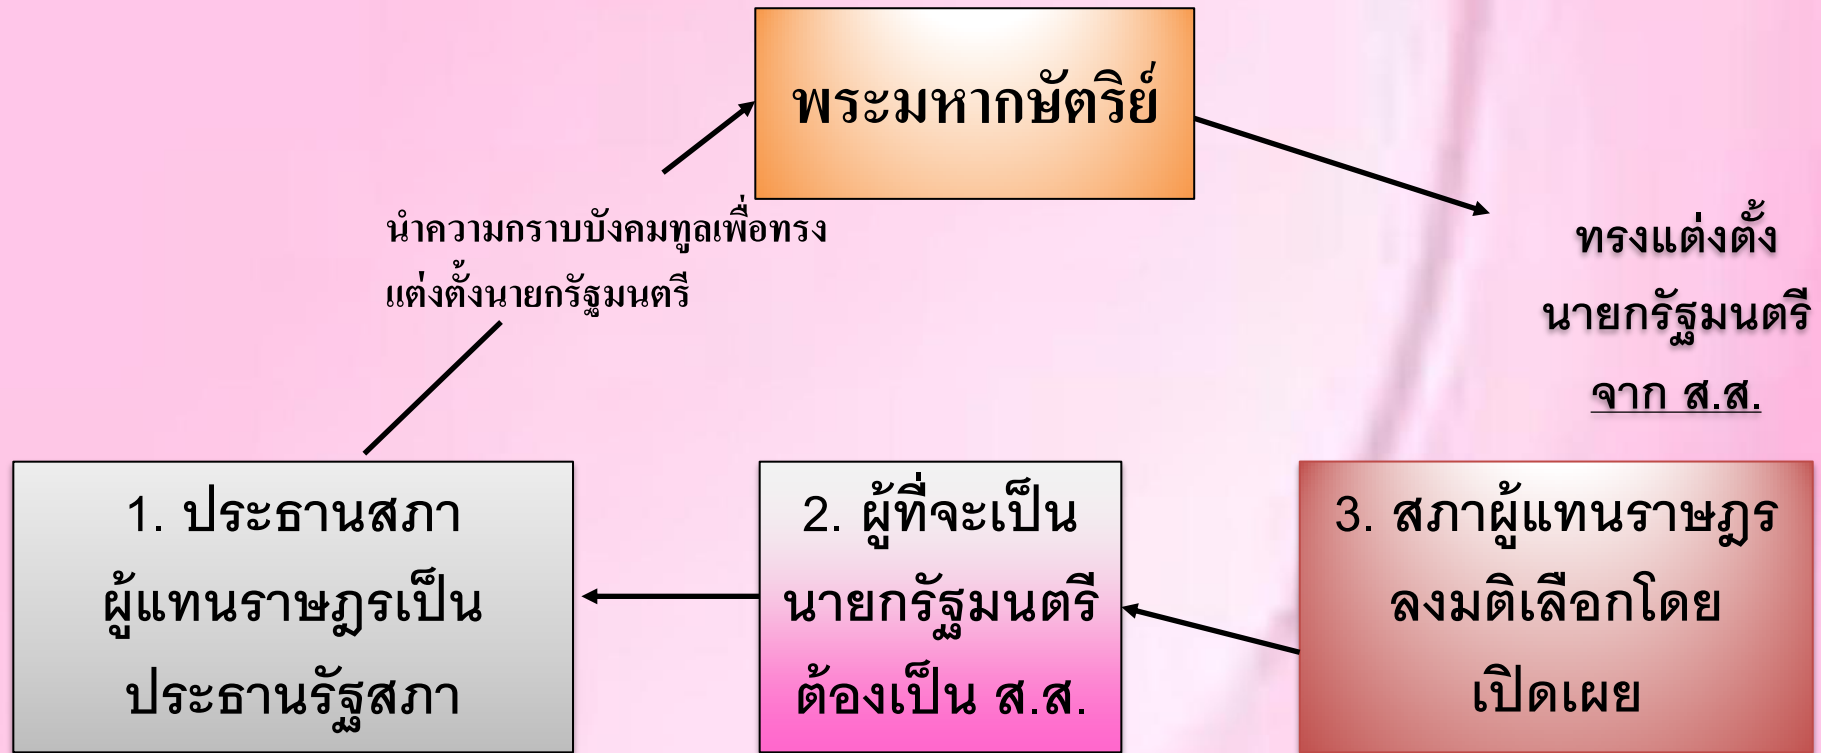 พระมหากษัตริย์
นำความกราบบังคมทูลเพื่อทรง
แต่งตั้งนายกรัฐมนตรี
ทรงแต่งตั้ง
นายกรัฐมนตรี
จาก ส.ส.
1. ประธานสภา
ผู้แทนราษฎรเป็น
ประธานรัฐสภา
2. ผู้ที่จะเป็น
นายกรัฐมนตรี
ต้องเป็น ส.ส.
3. สภาผู้แทนราษฎร
ลงมติเลือกโดย
เปิดเผย